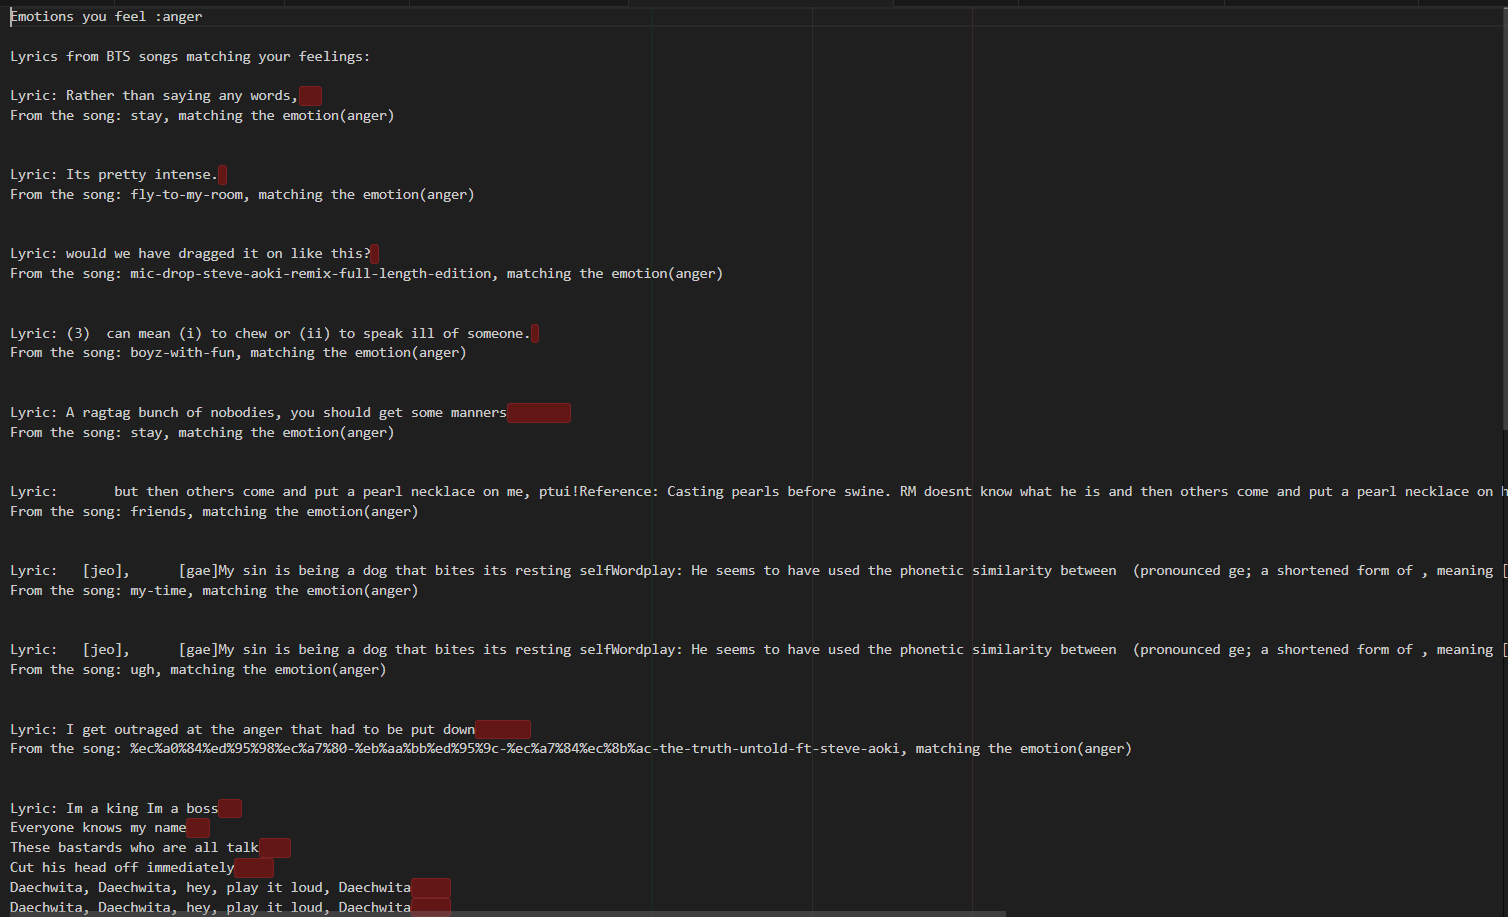 Emotions you feel :anger
Lyrics from BTS songs matching your feelings:
Lyric: Rather than saying any words,
From the song: stay, matching the emotion(anger)
Lyric: Its pretty intense.
From the song: fly-to-my-room, matching the emotion(anger)
Lyric: would we have dragged it on like this?
From the song: mic-drop-steve-aoki-remix-full-length-edition, matching the emotion(anger)
Lyric: (3)  can mean (i) to chew or (ii) to speak ill of someone.
From the song: boyz-with-fun, matching the emotion(anger)
Lyric: A ragtag bunch of nobodies, you should get some manners
From the song: stay, matching the emotion(anger)
Lyric:       but then others come and put a pearl necklace on me, ptui!Reference: Casting pearls before swine. RM doesnt know what he is and then others come and put a pearl necklace on
From the song: friends, matching the emotion(anger)
Lyric:   [jeo],      [gae]My sin is being a dog that bites its resting selfWordplay: He seems to have used the phonetic similarity between  (pronounced ge; a shortened form of , meaning [
From the song: my-time, matching the emotion(anger)
Lyric:   [jeo],      [gae]My sin is being a dog that bites its resting selfWordplay: He seems to have used the phonetic similarity between  (pronounced ge; a shortened form of , meaning [
From the song: ugh, matching the emotion(anger)
Lyric: I get outraged at the anger that had to be put down
From the song: %ec%a0%84%ed%95%98%ec%a7%80-%eb%aa%bb%ed%95%9c-%ec%a7%84%ec%8b%ac-the-truth-untold-ft-steve-aoki, matching the emotion(anger)
Lyric: Im a king Im a boss
Everyone knows my name
These bastards who are all talk
Cut his head off immediately
Daechwita, Daechwita, hey, play it loud, Daechwita
Daechwita, Daechwita, hey, play it loud, Daechwita